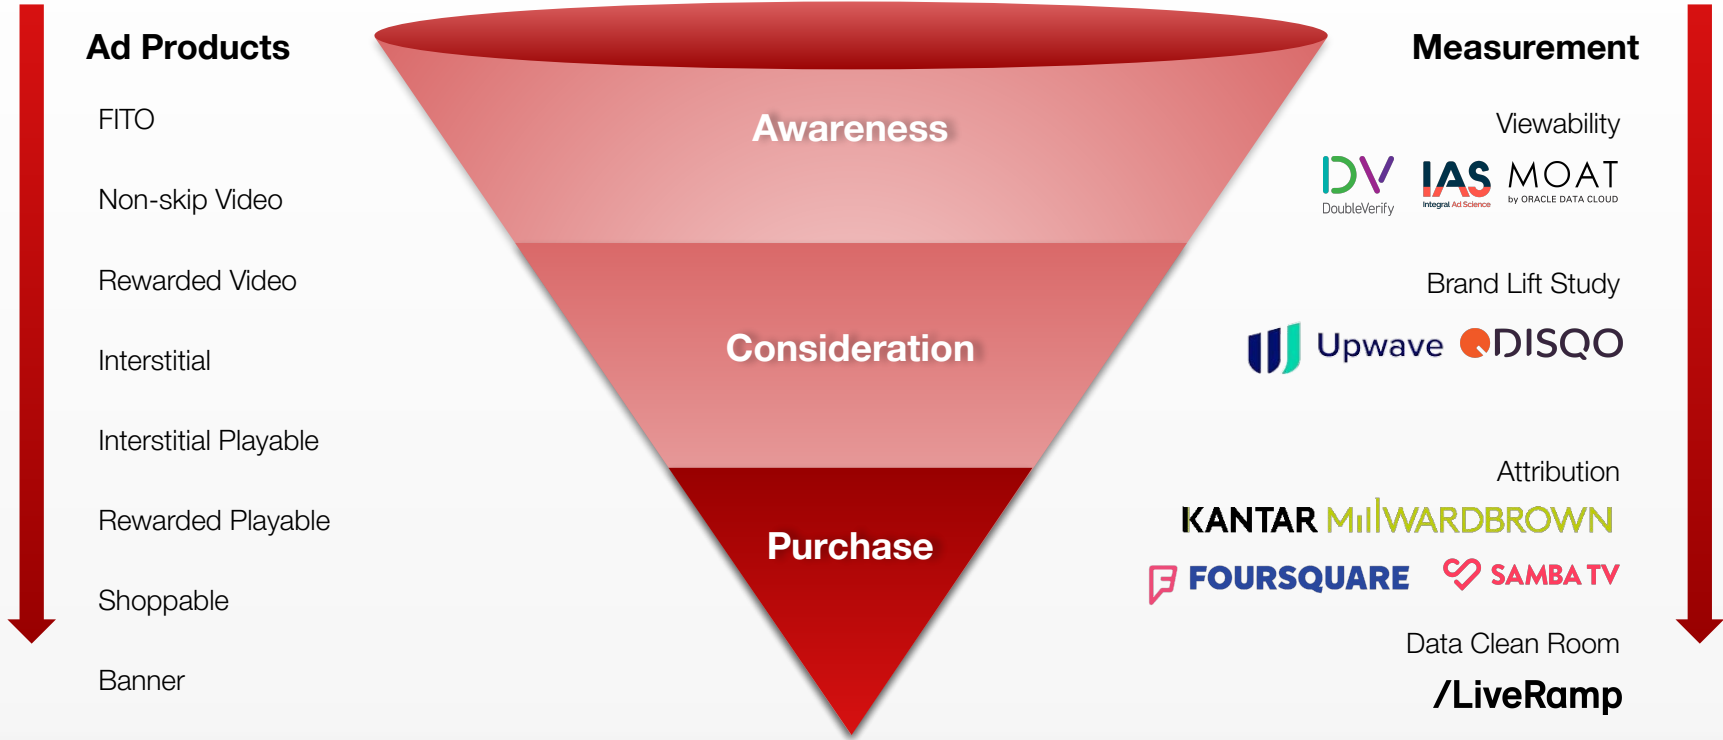 Ad Products
FITO
Non-skip Video
Rewarded Video
Interstitial
Interstitial Playable
Rewarded Playable
Shoppable
Banner
Awareness
Consideration
Purchase
Measurement
Viewability
DV
DoubleVerify
IAS
Integral Ad Science
MOAT
by ORACLE DATA CLOUD
Brand Lift Study
Upwave
DISQO
Attribution
KANTAR MillWARDBROWN
FOURSQUARE
SAMBA TV
Data Clean Room
/LiveRamp